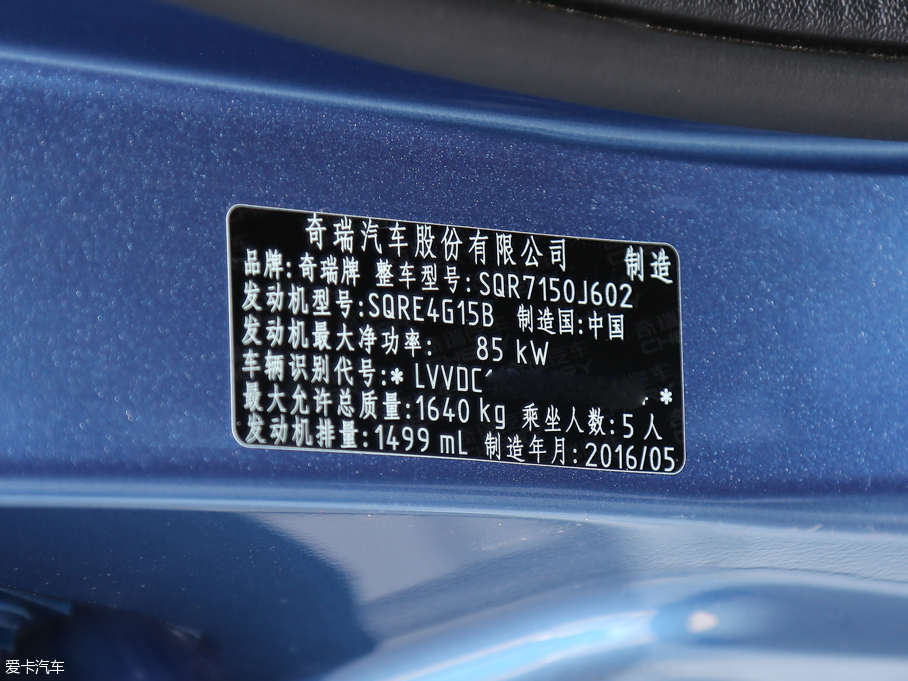 奇瑞汽车股份有限公司 制造
品牌:奇瑞牌 整车型号:SQR7150J602
发动机型号:SQRE4G15B 制造国:中国
发动机最大净功率: 85 kW
车辆识别代号:* LVVDC *
最大允许总质量:1640 kg 乘坐人数:5人
发动机排量:1499 mL 制造年月:2016/05
爱卡汽车